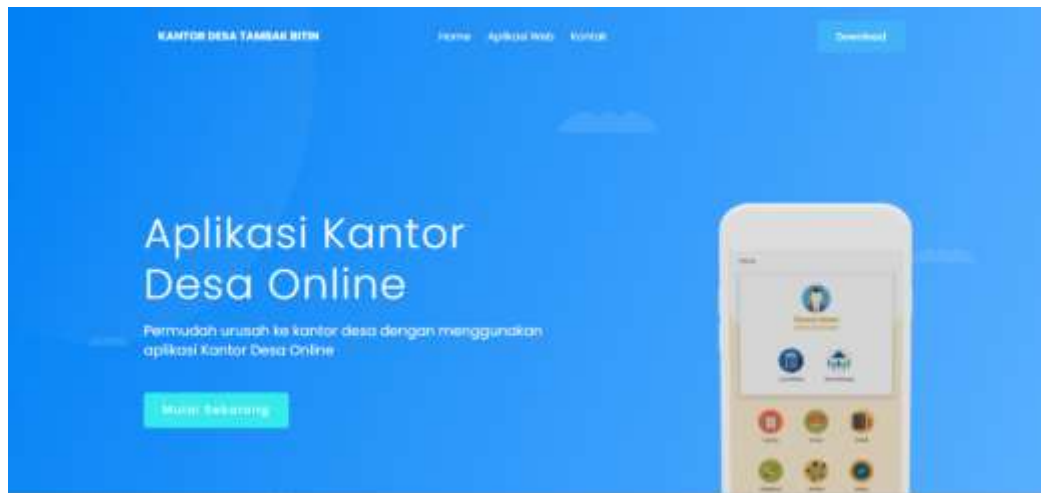 KANTOR DESA TAMBAK BITIN
Home Aplikasi Web Kontak
Download
Aplikasi Kantor
Desa Online
Permudah urusah ke kantor desa dengan menggunakan
aplikasi Kantor Desa Online
Mulai Sekarang